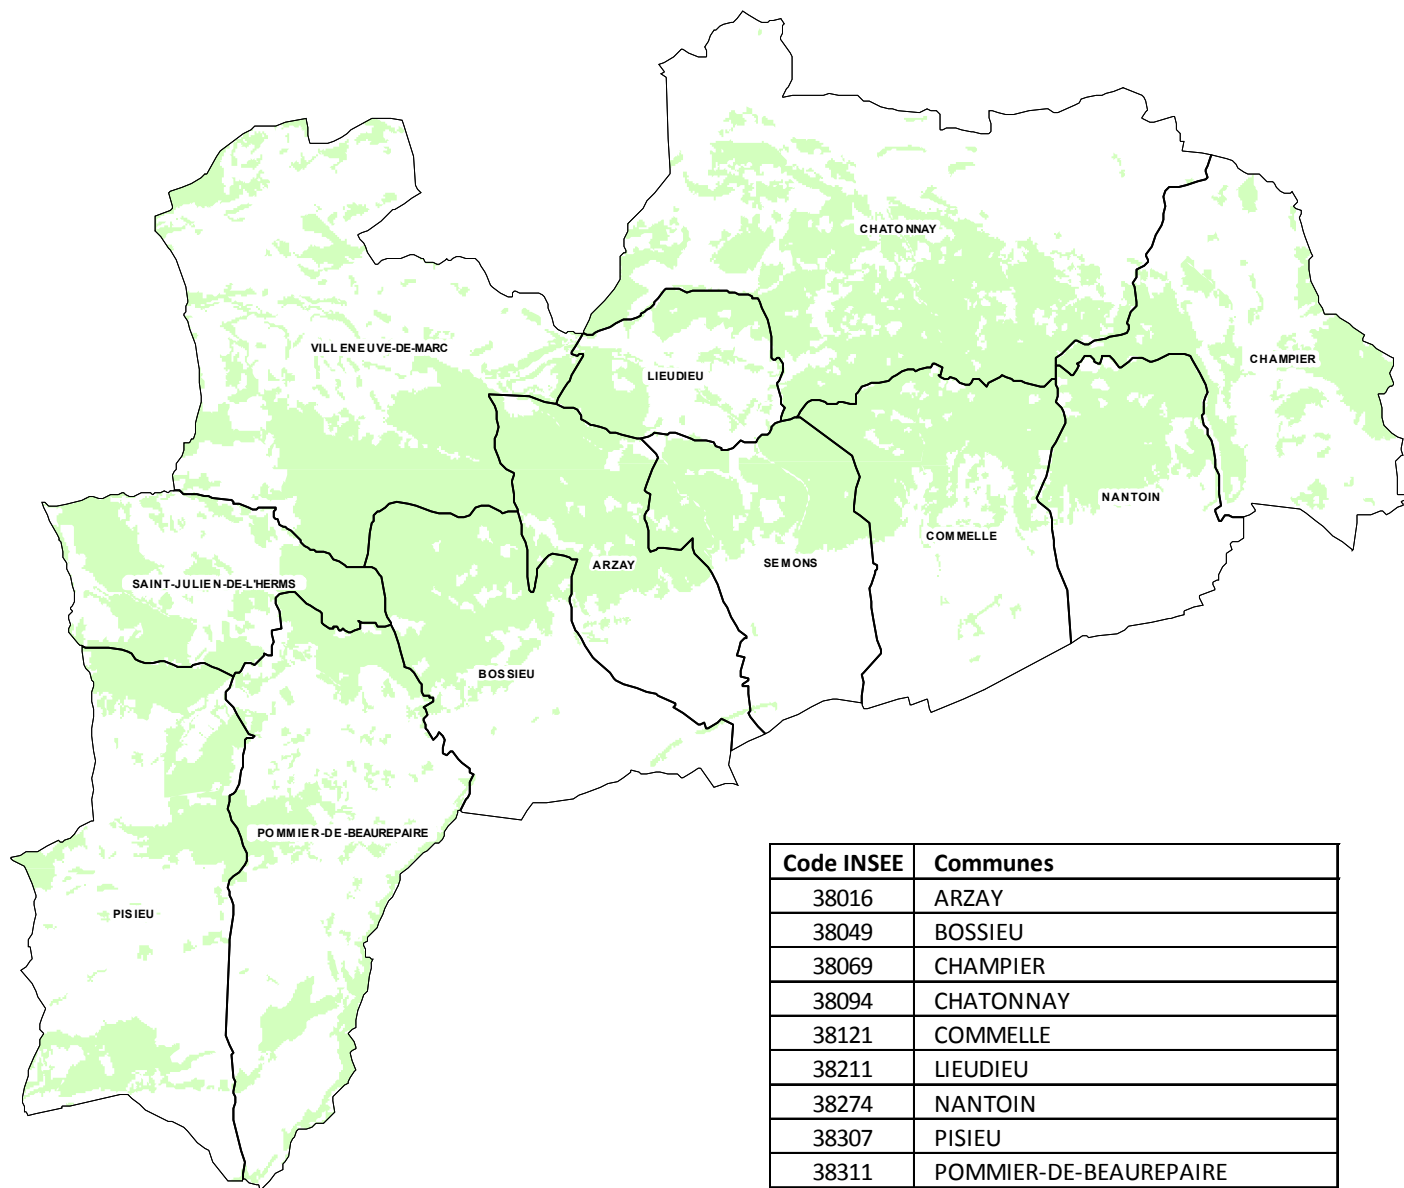 CHATONNAY
VILLENEUVE-DE-MARC
CHAMPIER
LIEUDIEU
NANTOIN
COMMELLE
SEMONS
ARZAY
SAINT-JULIEN-DE-L'HERMS
BOSSIEU
POMMIER-DE-BEAUREPAIRE
PISIEU
Code INSEE Communes
38016 ARZAY
38049 BOSSIEU
38069 CHAMPIER
38094 CHATONNAY
38121 COMMELLE
38211 LIEUDIEU
38274 NANTOIN
38307 PISIEU
38311 POMMIER-DE-BEAUREPAIRE